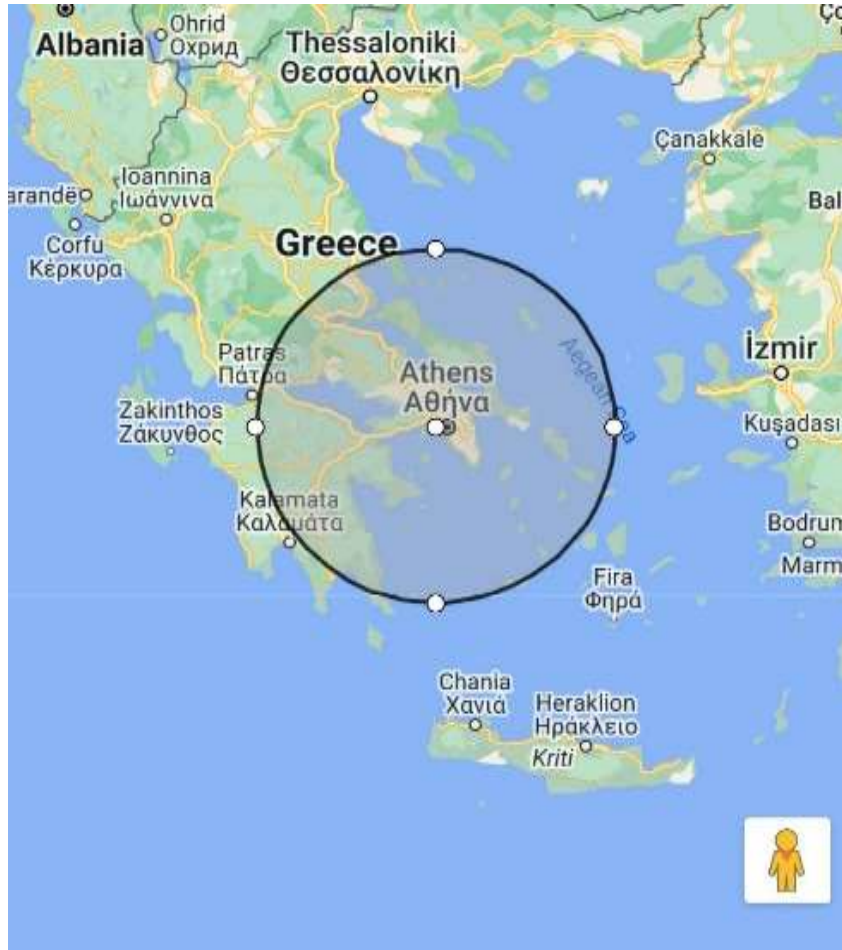 Ohrid
Охрид
Albania
Thessaloniki
Θεσσαλονίκη
Çanakkale
Ioannina
Ιωάννινα
arandë
Bal
Corfu
Κέρκυρα
Greece
Patras
Πάτρα
Athens
Αθήνα
Aegean Sea
İzmir
Zakinthos
Ζάκυνθος
Kuşadası
Kalamata
Καλαμάτα
Bodrum
Marm
Fira
Φηρά
Chania
Χανιά
Heraklion
Ηράκλειο
Kriti